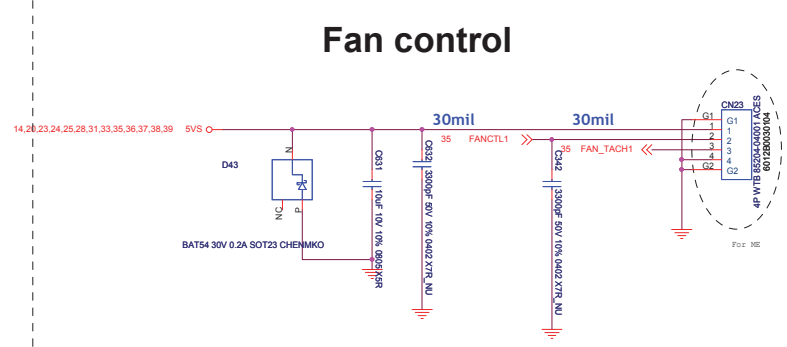 Fan control
30mil
30mil
14,20,23,24,25,28,31,33,35,36,37,38,39 5VS
35 FANCTL1
35 FAN_TACH1
CN23
G1
1
2
3
4
G2
G1
1
2
3
4
G2
4P WTB 85204-04001 ACES
6012B0030104
For ME
D43
N
NC
P
BAT54 30V 0.2A SOT23 CHENMKO
C631
10uF 10V 10% 0805 X5R
C632
3300pF 50V 10% 0402 X7R_NU
C342
3300pF 50V 10% 0402 X7R_NU